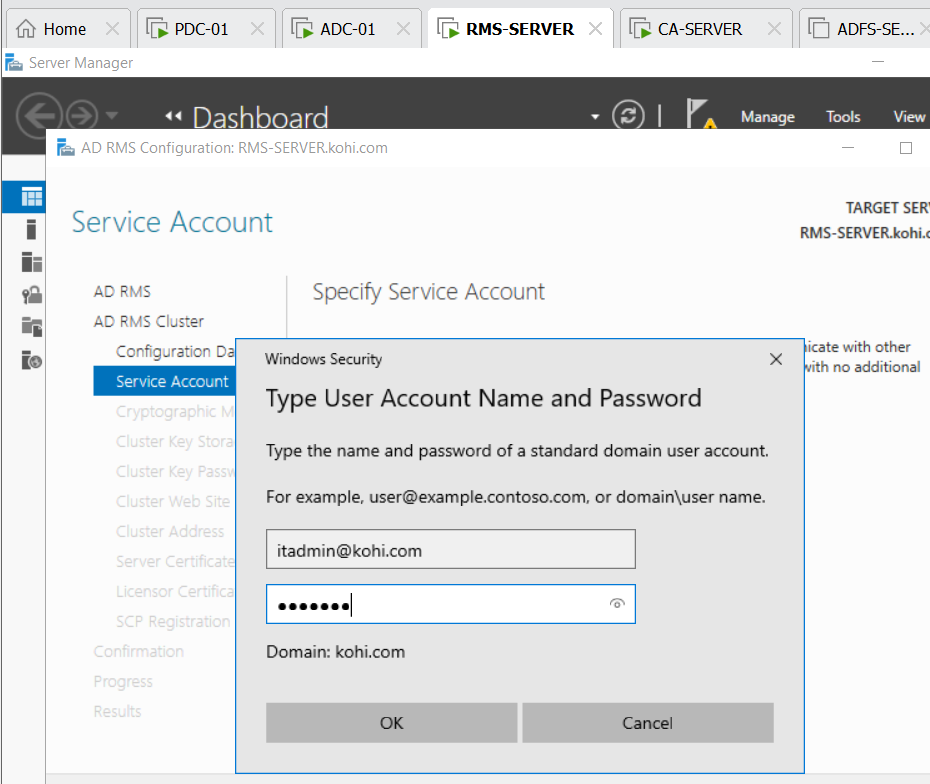 Home PDC-01 ADC-01 RMS-SERVER CA-SERVER ADFS-SE...
Server Manager
Dashboard
Manage Tools View
AD RMS Configuration: RMS-SERVER.kohi.com
Service Account
TARGET SERV
RMS-SERVER.kohi.c
AD RMS
AD RMS Cluster
Configuration Da
Service Account
Cryptographic M
Cluster Key Stora
Cluster Key Passw
Cluster Web Site
Cluster Address
Server Certificate
Licensor Certifica
SCP Registration
Confirmation
Progress
Results
Specify Service Account
nicate with other
with no additional
Windows Security
Type User Account Name and Password
Type the name and password of a standard domain user account.
For example, user@example.contoso.com, or domain\user name.
itadmin@kohi.com
●●●●●●●
Domain: kohi.com
OK Cancel